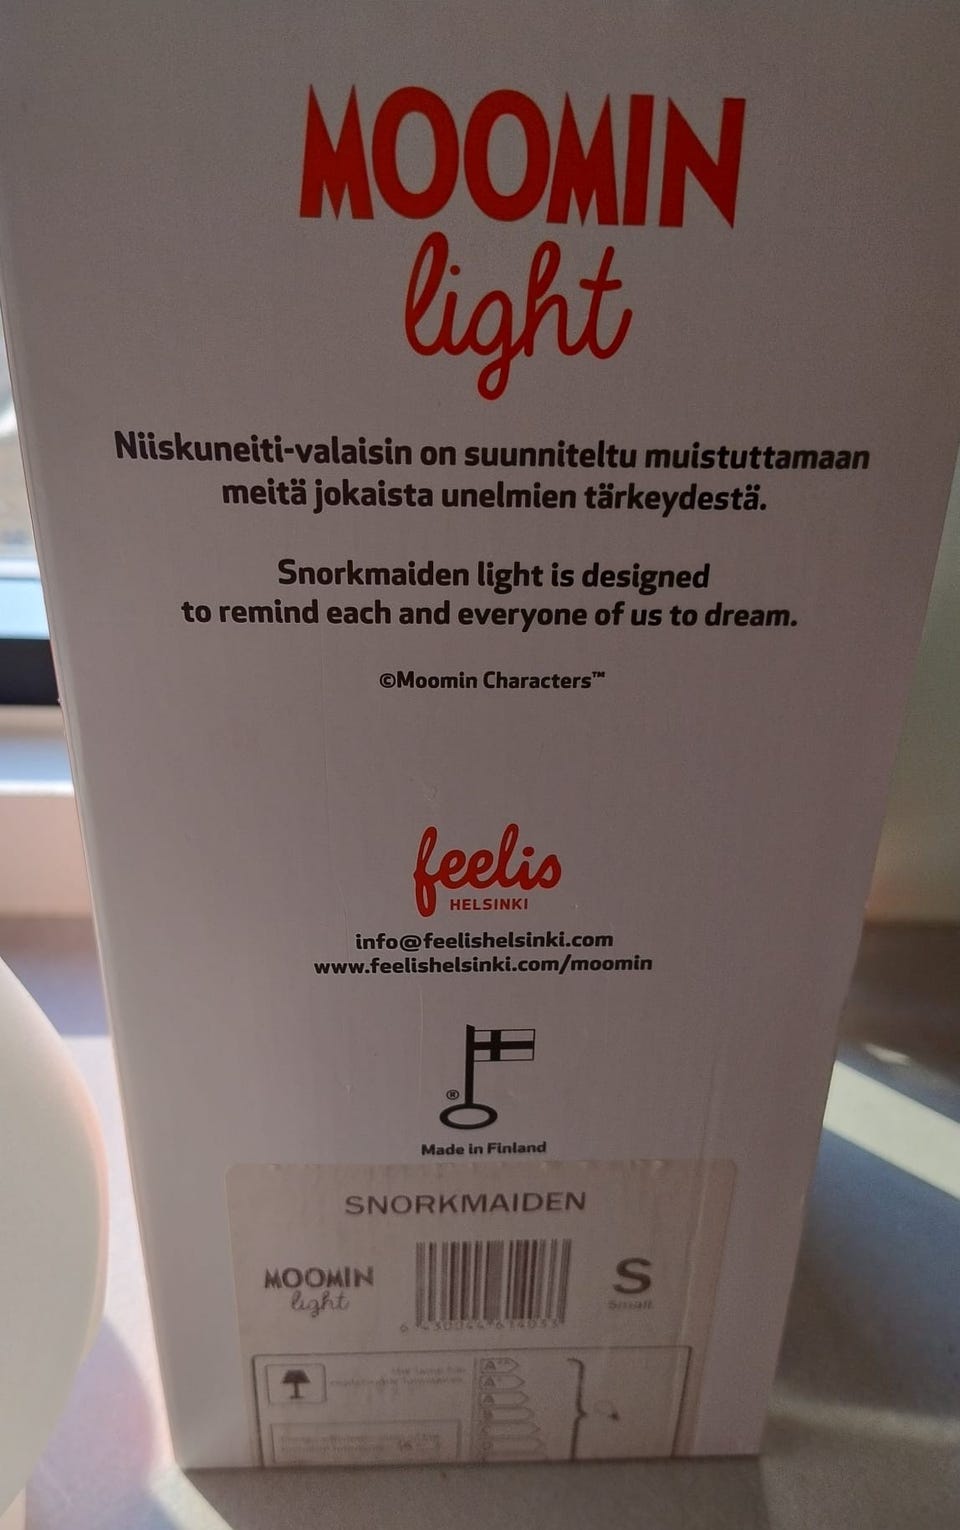 MOOMIN
light
Niiskuneiti-valaisin on suunniteltu muistuttamaan
meitä jokaista unelmien tärkeydestä.
Snorkmaiden light is designed
to remind each and everyone of us to dream.
©Moomin Characters™
feelis
HELSINKI
info@feelishelsinki.com
www.feelishelsinki.com/moomin
®
Made in Finland
SNORKMAIDEN
MOOMIN
light
S
Small